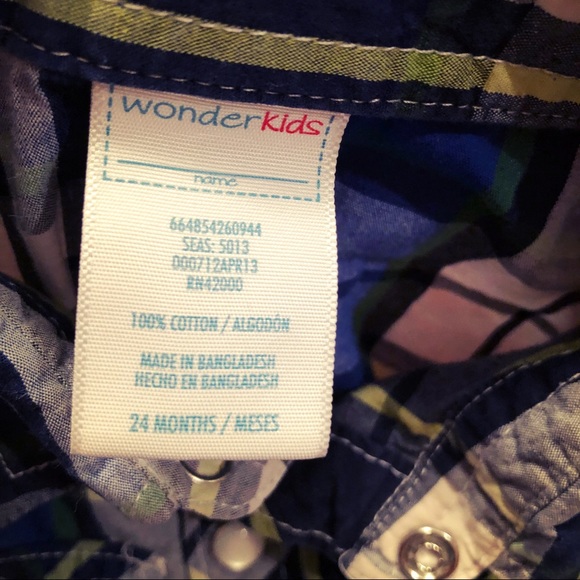 wonderkids
name
664854260944
SEAS: 5013
000712APR13
RN42000
100% COTTON / ALGODÓN
MADE IN BANGLADESH
HECHO EN BANGLADESH
24 MONTHS / MESES